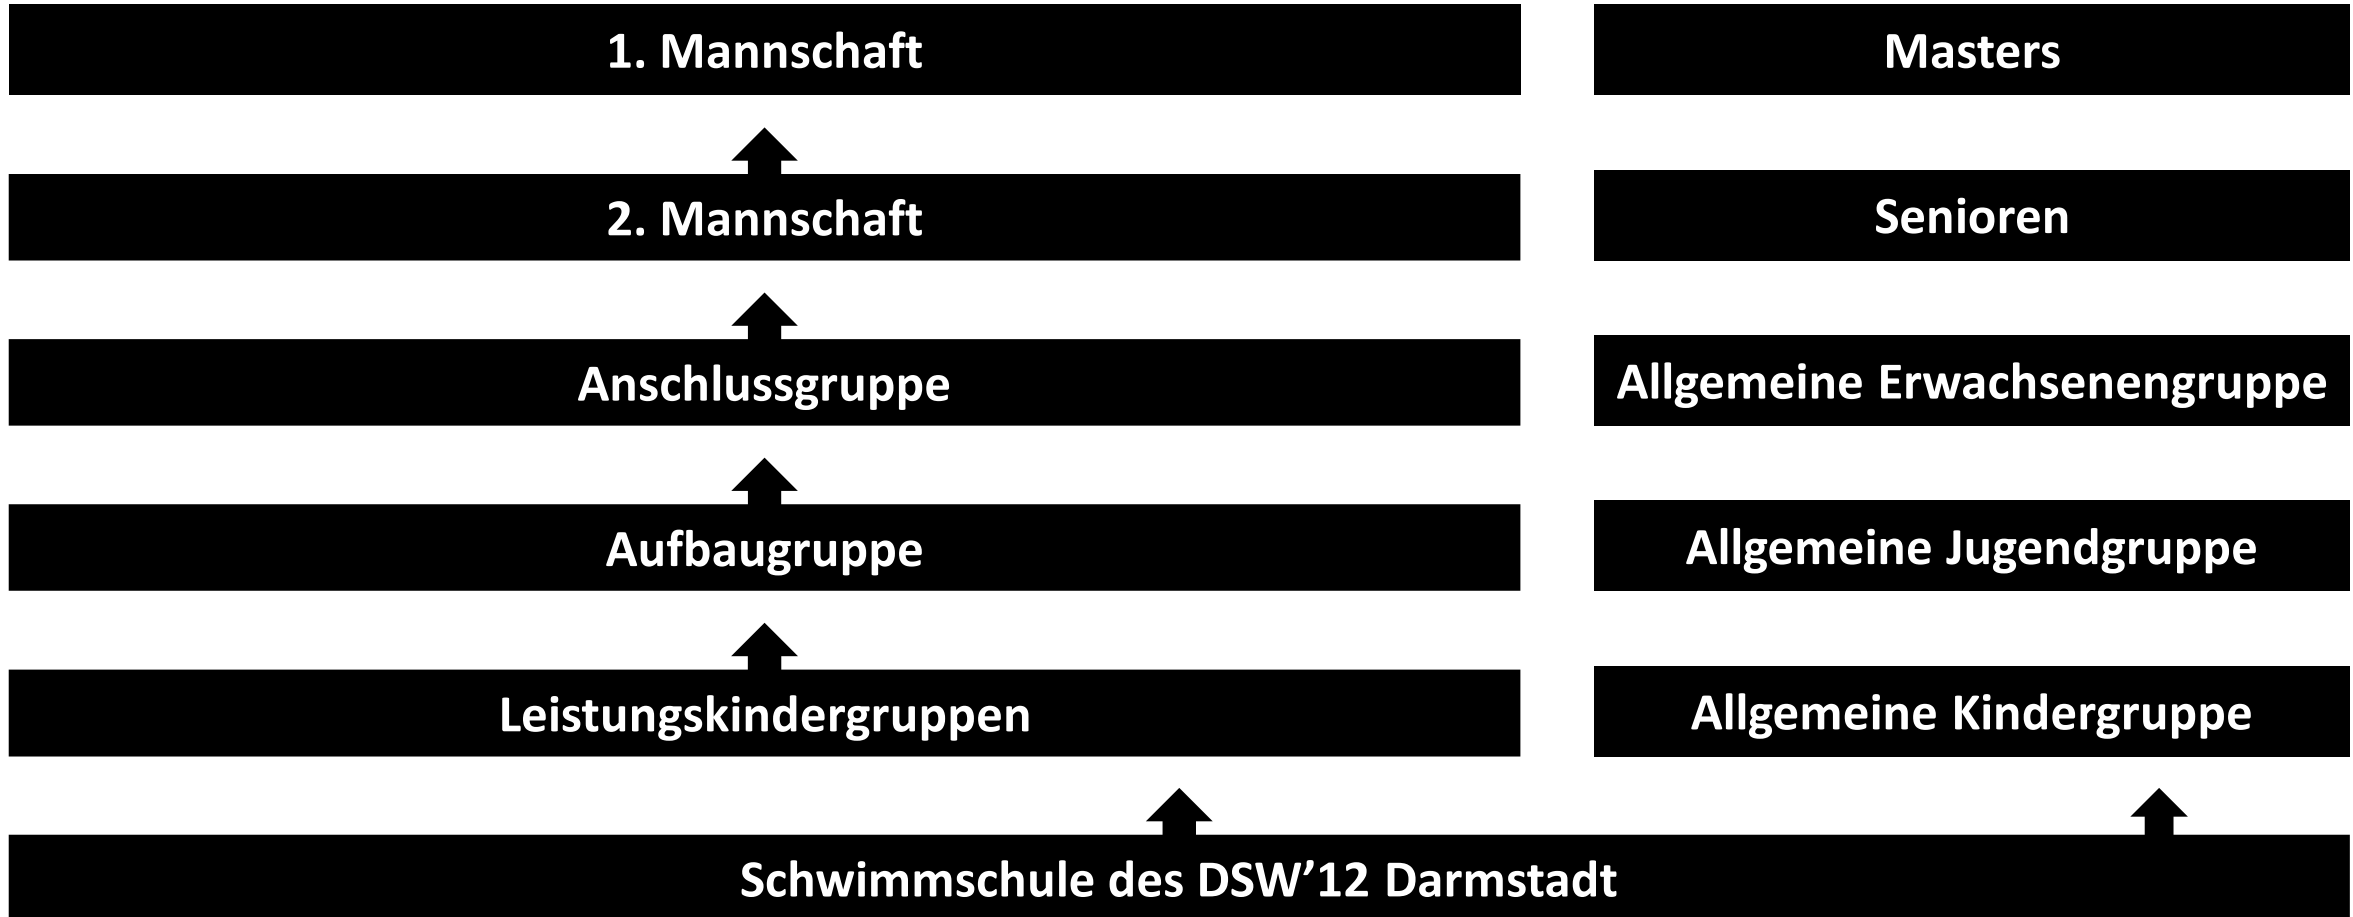 1. Mannschaft
Masters
2. Mannschaft
Senioren
Anschlussgruppe
Allgemeine Erwachsenengruppe
Aufbaugruppe
Allgemeine Jugendgruppe
Leistungskindergruppen
Allgemeine Kindergruppe
Schwimmschule des DSW’12 Darmstadt